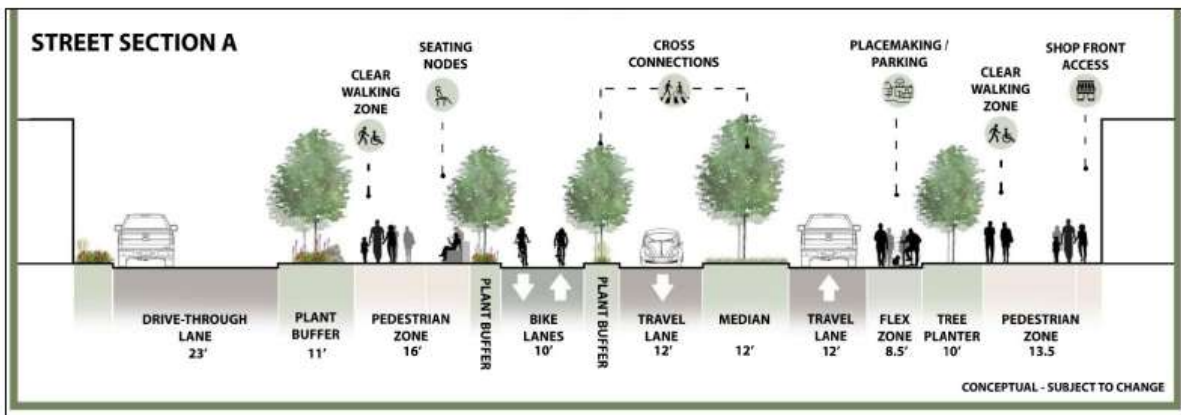 STREET SECTION A
CLEAR
WALKING
ZONE
SEATING
NODES
CROSS
CONNECTIONS
PLACEMAKING /
PARKING
CLEAR
WALKING
ZONE
SHOP FRONT
ACCESS
DRIVE-THROUGH
LANE
23'
PLANT
BUFFER
11'
PEDESTRIAN
ZONE
16'
PLANT BUFFER
BIKE
LANES
10'
PLANT BUFFER
TRAVEL
LANE
12'
MEDIAN
12'
TRAVEL
LANE
12'
FLEX
ZONE
8.5'
TREE
PLANTER
10'
PEDESTRIAN
ZONE
13.5
CONCEPTUAL - SUBJECT TO CHANGE